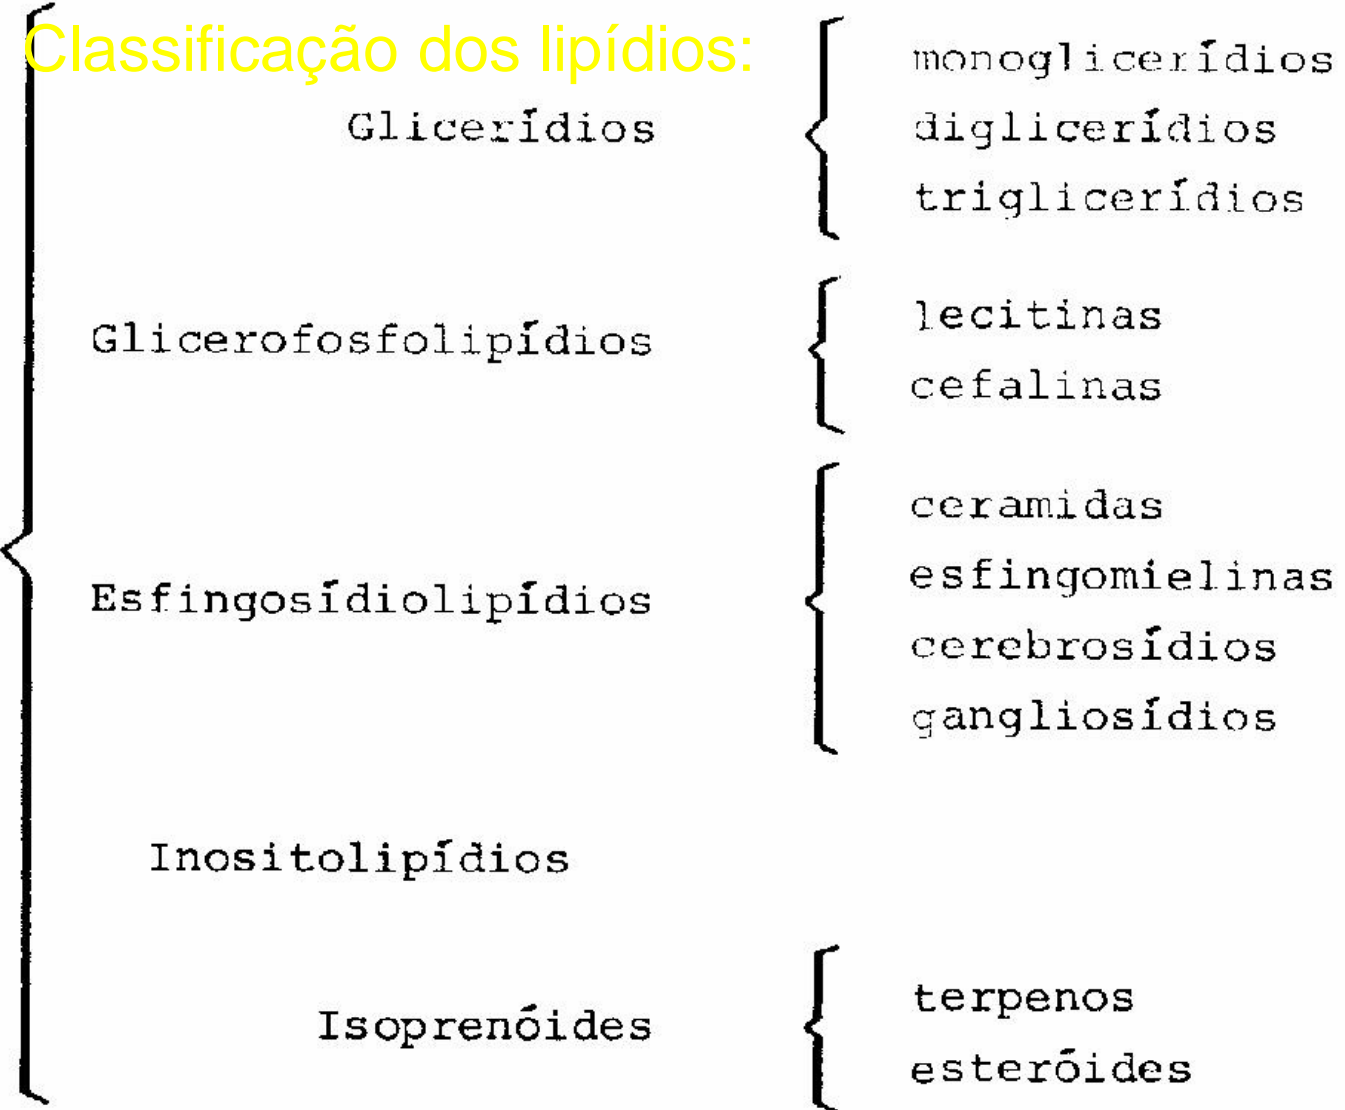 Classificação dos lipídios:
Glicerídios
monoglicerídios
diglicerídios
triglicerídios
Glicerofosfolipídios
lecitinas
cefalinas
Esfingosídiolipídios
ceramidas
esfingomielinas
cerebrosídios
gangliosídios
Inositolipídios
Isoprenóides
terpenos
esteróides